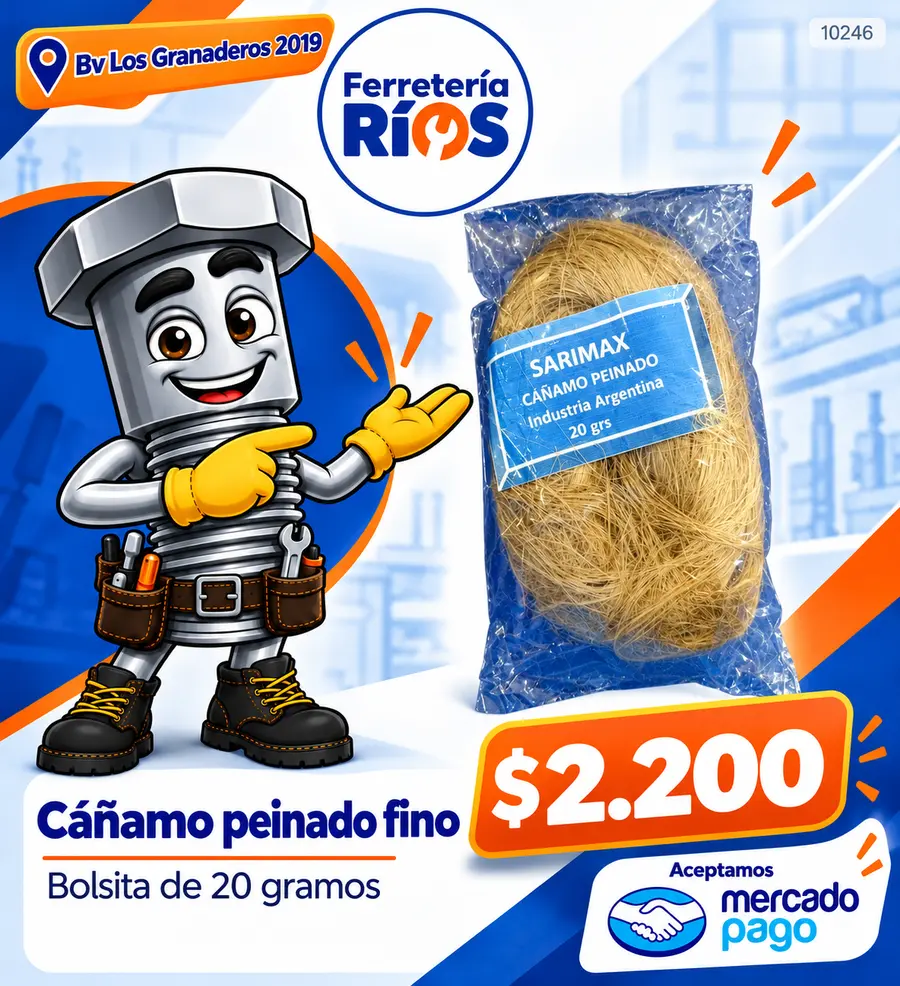 Bv Los Granaderos 2019
Ferretería
RÍOS
10246
SARIMAX
CÁÑAMO PEINADO
Industria Argentina
20 grs
$2.200
Cáñamo peinado fino
Bolsita de 20 gramos
Aceptamos
mercado
pago